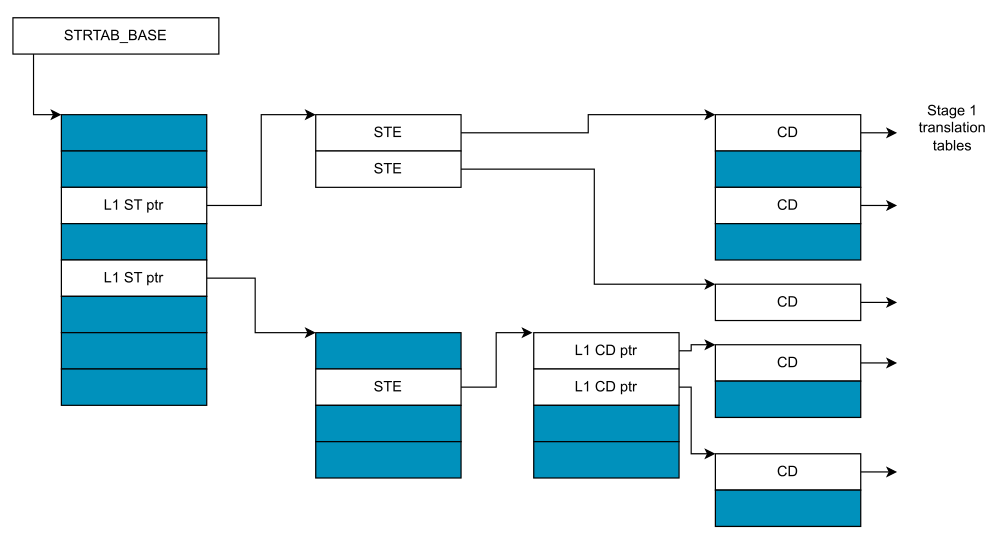 STRTAB_BASE
Stage 1
translation
tables
STE
CD
STE
L1 ST ptr
CD
L1 ST ptr
CD
L1 CD ptr
CD
STE
L1 CD ptr
CD